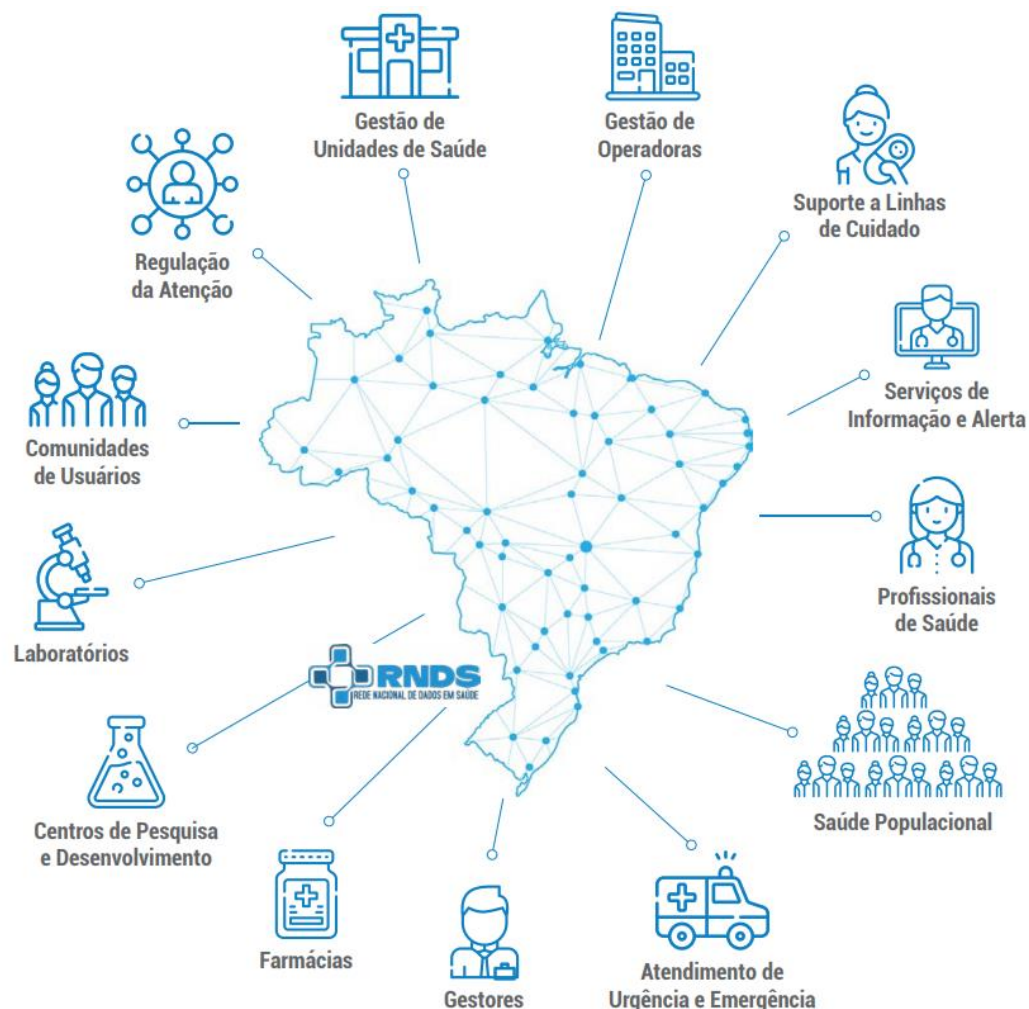 Gestão de
Unidades de Saúde
Gestão de
Operadoras
Suporte a Linhas
de Cuidado
Regulação
da Atenção
Serviços de
Informação e Alerta
Comunidades
de Usuários
Profissionais
de Saúde
Laboratórios
RNDS
REDE NACIONAL DE DADOS EM SAÚDE
Saúde Populacional
Centros de Pesquisa
e Desenvolvimento
Farmácias
Gestores
Atendimento de
Urgência e Emergência